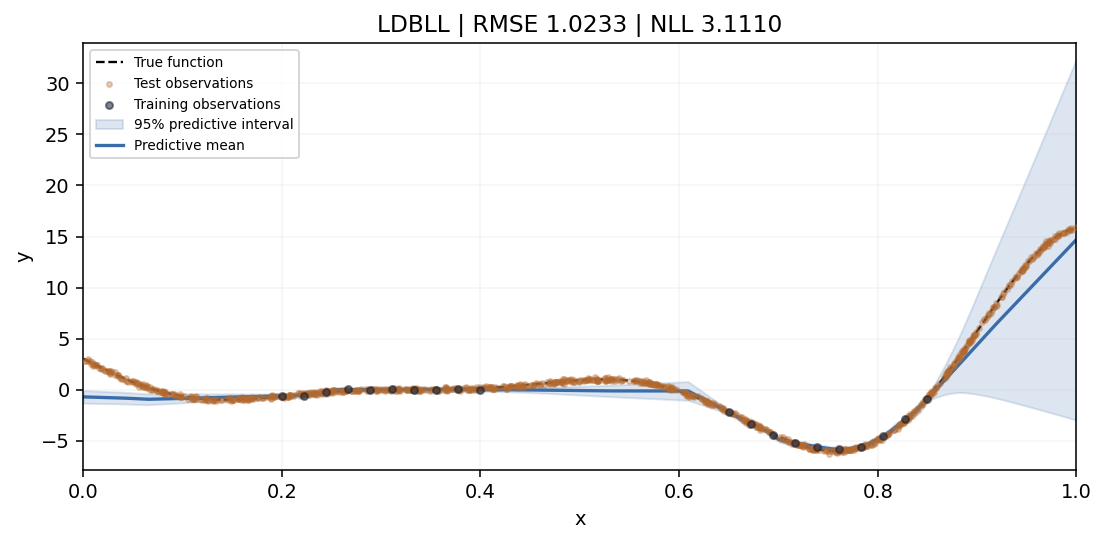 LDBLL | RMSE 1.0233 | NLL 3.1110
True function
Test observations
Training observations
95% predictive interval
Predictive mean
30
25
20
15
10
5
0
−5
y
0.0 0.2 0.4 0.6 0.8 1.0
x